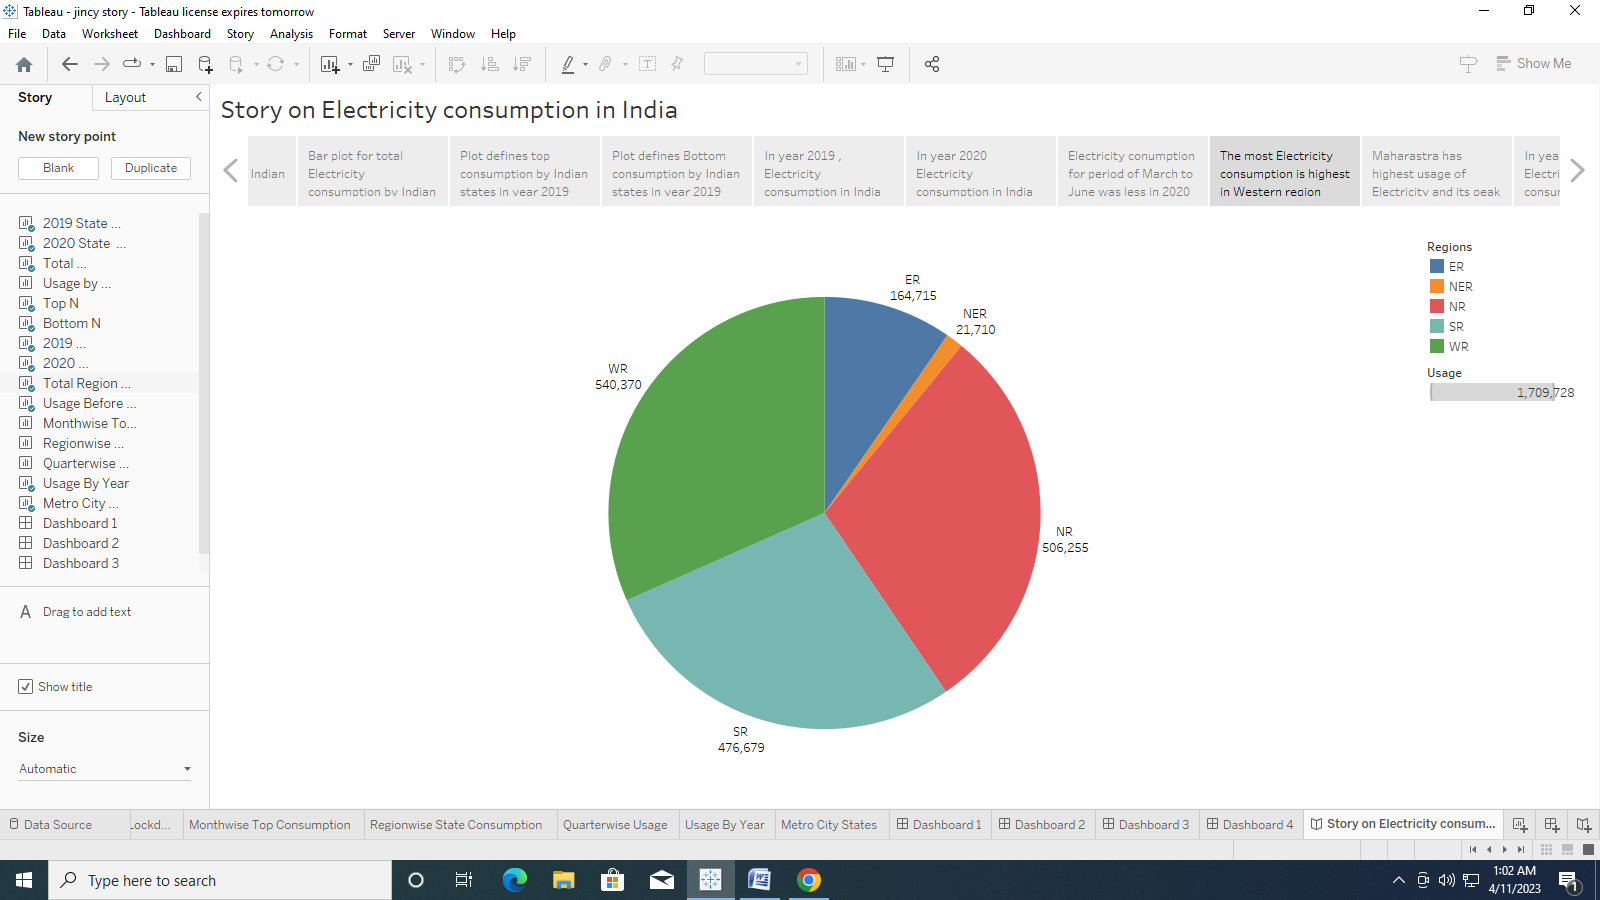 Tableau - jincy story - Tableau license expires tomorrow
File Data Worksheet Dashboard Story Analysis Format Server Window Help
Show Me
Story Layout
New story point
Blank Duplicate
2019 State ...
2020 State ...
Total ...
Usage by ...
Top N
Bottom N
2019 ...
2020 ...
Total Region ...
Usage Before ...
Monthwise To...
Regionwise ...
Quarterwise ...
Usage By Year
Metro City ...
Dashboard 1
Dashboard 2
Dashboard 3
A Drag to add text
Show title
Size
Automatic
Story on Electricity consumption in India
Indian
Bar plot for total
Electricity
consumption by Indian
Plot defines top
consumption by Indian
states in year 2019
Plot defines Bottom
consumption by Indian
states in year 2019
In year 2019 ,
Electricity
consumption in India
In year 2020
Electricity
consumption in India
Electricity conumption
for period of March to
June was less in 2020
The most Electricity
consumption is highest
in Western region
Maharastra has
highest usage of
Electricity and its peak
In yea
Electri
consur
ER
164,715
NER
21,710
WR
540,370
NR
506,255
SR
476,679
Regions
ER
NER
NR
SR
WR
Usage
1,709,728
Data Source Lockd... Monthwise Top Consumption Regionwise State Consumption Quarterwise Usage Usage By Year Metro City States Dashboard 1 Dashboard 2 Dashboard 3 Dashboard 4 Story on Electricity consum...
Type here to search
1:02 AM
4/11/2023
1